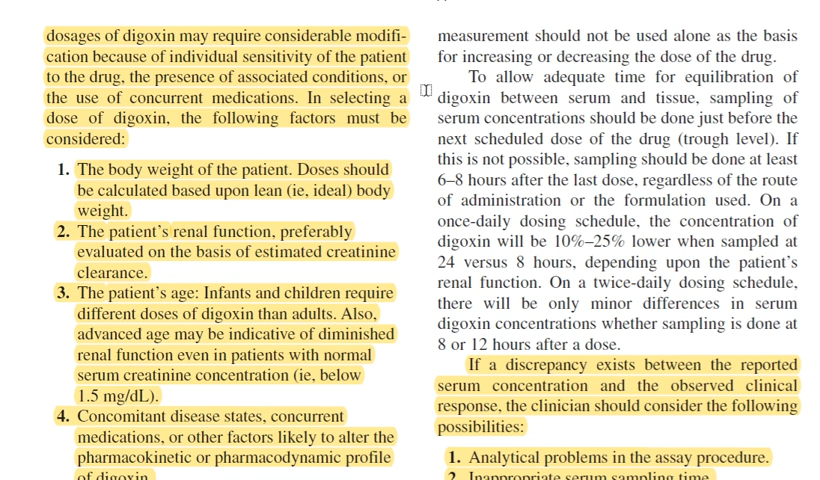 dosages of digoxin may require considerable modifi-
cation because of individual sensitivity of the patient
to the drug, the presence of associated conditions, or
the use of concurrent medications. In selecting a
dose of digoxin, the following factors must be
considered:
1. The body weight of the patient. Doses should
be calculated based upon lean (ie, ideal) body
weight.
2. The patient's renal function, preferably
evaluated on the basis of estimated creatinine
clearance.
3. The patient's age: Infants and children require
different doses of digoxin than adults. Also,
advanced age may be indicative of diminished
renal function even in patients with normal
serum creatinine concentration (ie, below
1.5 mg/dL).
4. Concomitant disease states, concurrent
medications, or other factors likely to alter the
pharmacokinetic or pharmacodynamic profile
of digoxin.
measurement should not be used alone as the basis
for increasing or decreasing the dose of the drug.
To allow adequate time for equilibration of
digoxin between serum and tissue, sampling of
serum concentrations should be done just before the
next scheduled dose of the drug (trough level). If
this is not possible, sampling should be done at least
6–8 hours after the last dose, regardless of the route
of administration or the formulation used. On a
once-daily dosing schedule, the concentration of
digoxin will be 10%–25% lower when sampled at
24 versus 8 hours, depending upon the patient's
renal function. On a twice-daily dosing schedule,
there will be only minor differences in serum
digoxin concentrations whether sampling is done at
8 or 12 hours after a dose.
If a discrepancy exists between the reported
serum concentration and the observed clinical
response, the clinician should consider the following
possibilities:
1. Analytical problems in the assay procedure.
2. Inappropriate serum sampling time.